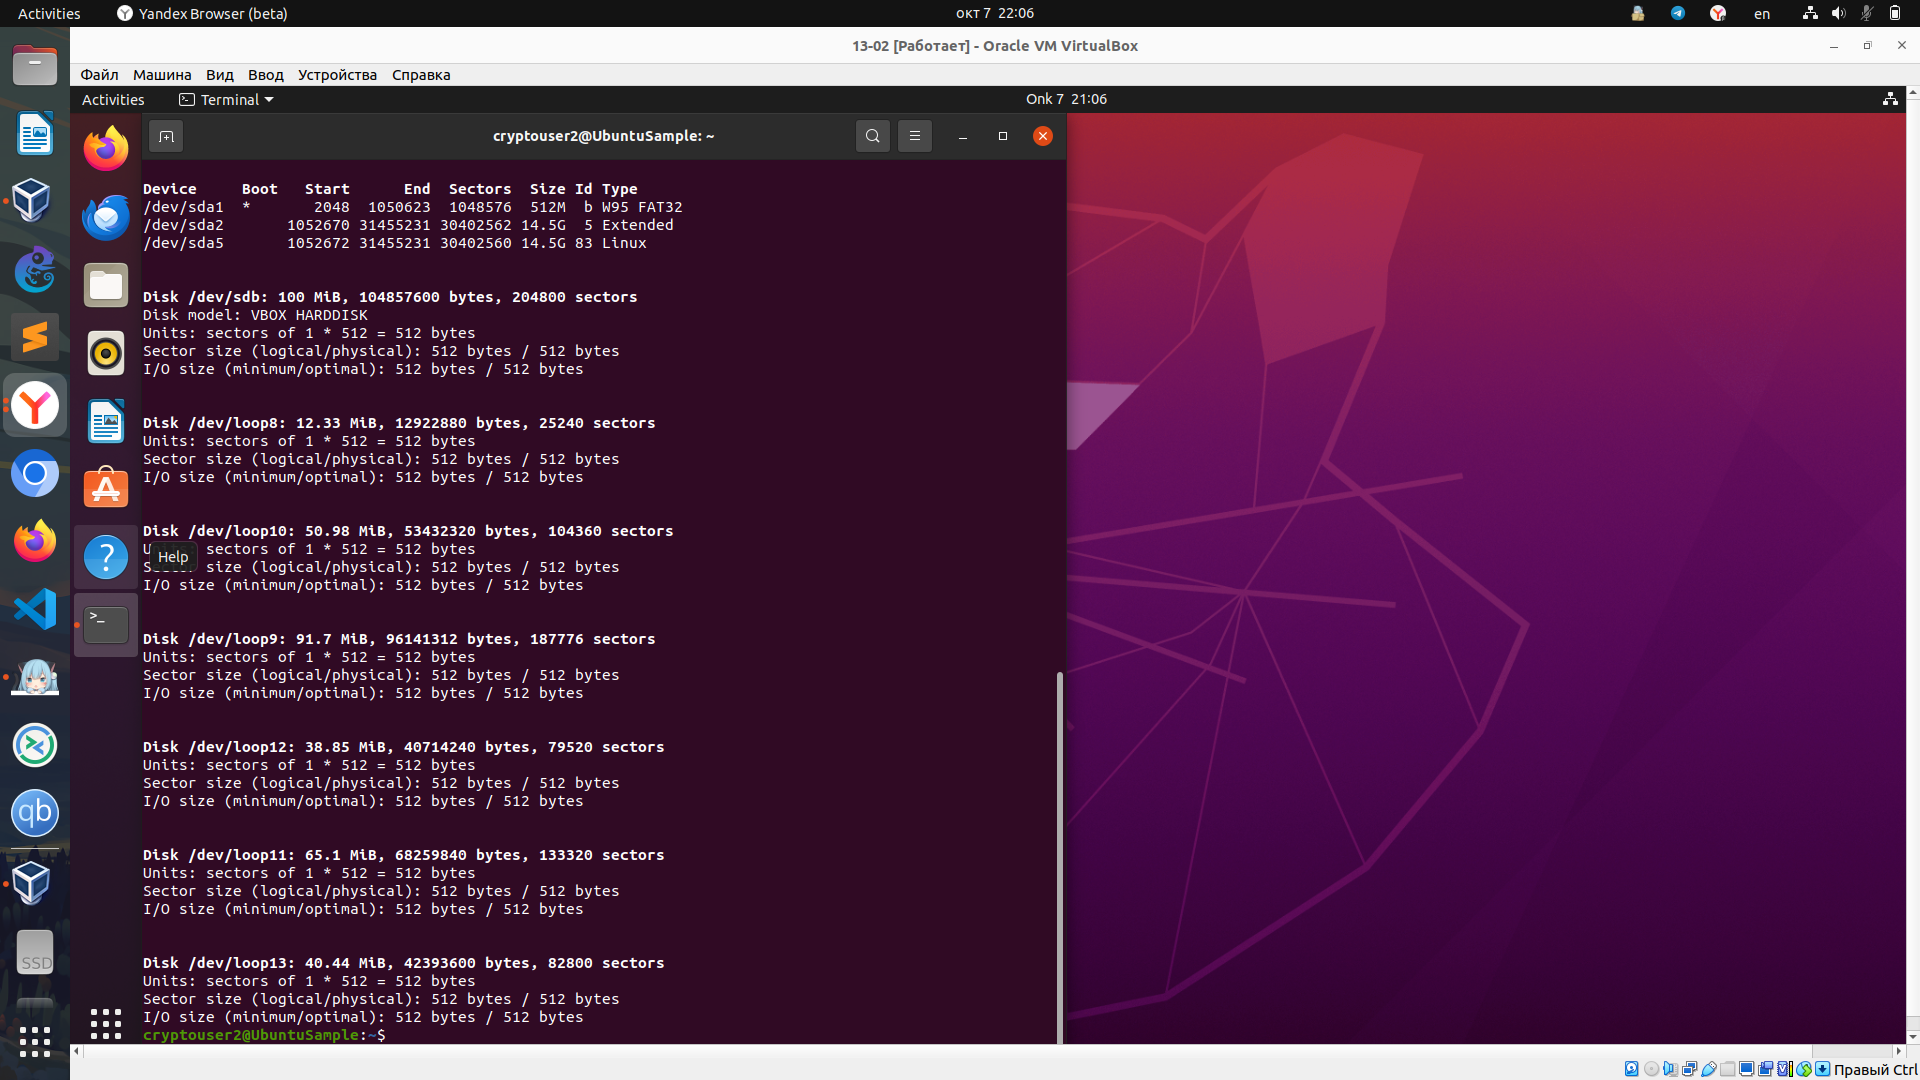 Activities
Yandex Browser (beta)
окт 7 22:06
en
13-02 [Работает] - Oracle VM VirtualBox
Файл Машина Вид Ввод Устройства Справка
Activities
Terminal
Onk 7 21:06
cryptouser2@UbuntuSample: ~
Device Boot Start End Sectors Size Id Type
/dev/sda1 * 2048 1050623 1048576 512M b W95 FAT32
/dev/sda2 1052670 31455231 30402562 14.5G 5 Extended
/dev/sda5 1052672 31455231 30402560 14.5G 83 Linux
Disk /dev/sdb: 100 MiB, 104857600 bytes, 204800 sectors
Disk model: VBOX HARDDISK
Units: sectors of 1 * 512 = 512 bytes
Sector size (logical/physical): 512 bytes / 512 bytes
I/O size (minimum/optimal): 512 bytes / 512 bytes
Disk /dev/loop8: 12.33 MiB, 12922880 bytes, 25240 sectors
Units: sectors of 1 * 512 = 512 bytes
Sector size (logical/physical): 512 bytes / 512 bytes
I/O size (minimum/optimal): 512 bytes / 512 bytes
Disk /dev/loop10: 50.98 MiB, 53432320 bytes, 104360 sectors
sectors of 1 * 512 = 512 bytes
Help
size (logical/physical): 512 bytes / 512 bytes
I/O size (minimum/optimal): 512 bytes / 512 bytes
Disk /dev/loop9: 91.7 MiB, 96141312 bytes, 187776 sectors
Units: sectors of 1 * 512 = 512 bytes
Sector size (logical/physical): 512 bytes / 512 bytes
I/O size (minimum/optimal): 512 bytes / 512 bytes
Disk /dev/loop12: 38.85 MiB, 40714240 bytes, 79520 sectors
Units: sectors of 1 * 512 = 512 bytes
Sector size (logical/physical): 512 bytes / 512 bytes
I/O size (minimum/optimal): 512 bytes / 512 bytes
Disk /dev/loop11: 65.1 MiB, 68259840 bytes, 133320 sectors
Units: sectors of 1 * 512 = 512 bytes
Sector size (logical/physical): 512 bytes / 512 bytes
I/O size (minimum/optimal): 512 bytes / 512 bytes
Disk /dev/loop13: 40.44 MiB, 42393600 bytes, 82800 sectors
Units: sectors of 1 * 512 = 512 bytes
Sector size (logical/physical): 512 bytes / 512 bytes
I/O size (minimum/optimal): 512 bytes / 512 bytes
cryptouser2@UbuntuSample:~$
qb
SSD
Правый Ctrl